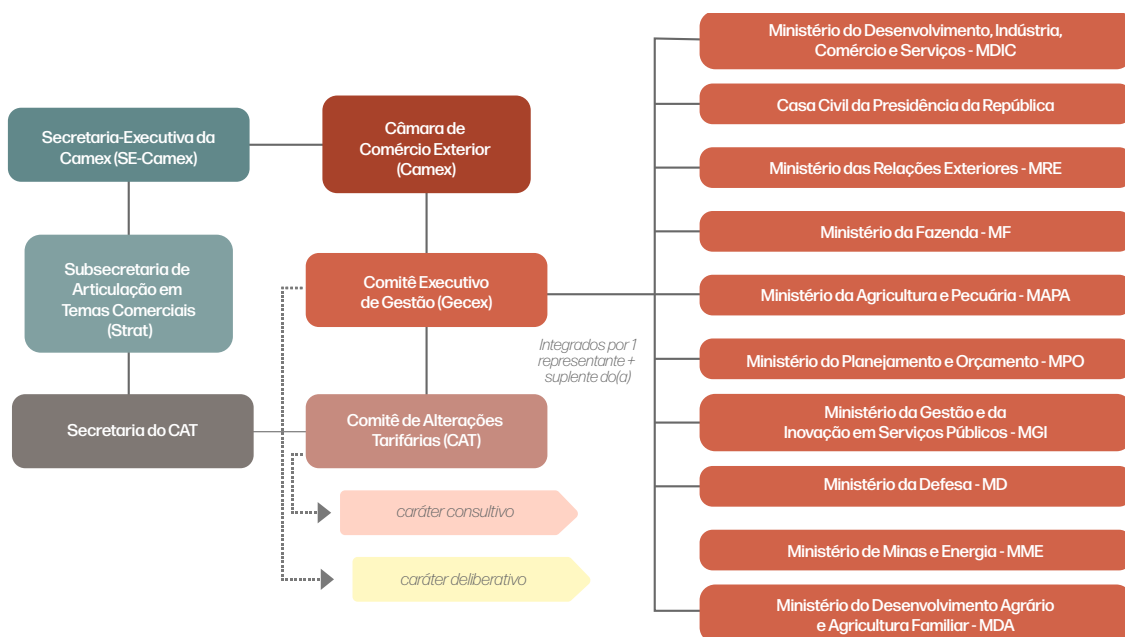 Secretaria-Executiva da
Camex (SE-Camex)
Câmara de
Comércio Exterior
(Camex)
Subsecretaria de
Articulação em
Temas Comerciais
(Strat)
Comitê Executivo
de Gestão (Gecex)
Integrados por 1
representante +
suplente do(a)
Secretaria do CAT
Comitê de Alterações
Tarifárias (CAT)
caráter consultivo
caráter deliberativo
Ministério do Desenvolvimento, Indústria,
Comércio e Serviços - MDIC
Casa Civil da Presidência da República
Ministério das Relações Exteriores - MRE
Ministério da Fazenda - MF
Ministério da Agricultura e Pecuária - MAPA
Ministério do Planejamento e Orçamento - MPO
Ministério da Gestão e da
Inovação em Serviços Públicos - MGI
Ministério da Defesa - MD
Ministério de Minas e Energia - MME
Ministério do Desenvolvimento Agrário
e Agricultura Familiar - MDA